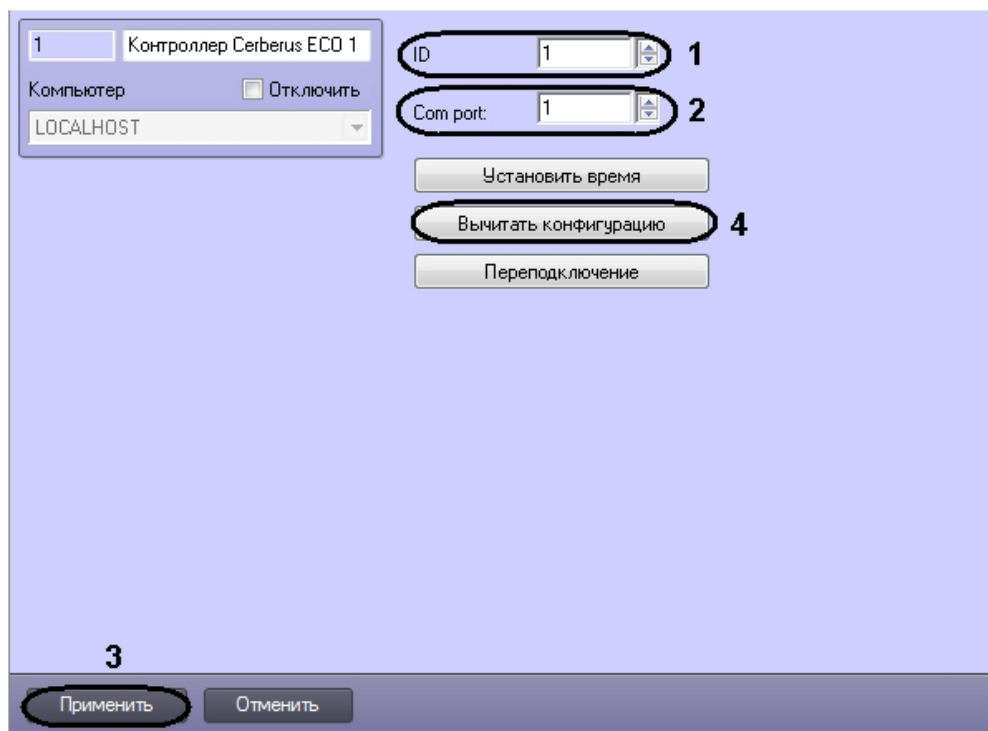 1 Контроллер Cerberus ECO 1
ID 1 1
Компьютер Отключить
Com port: 1 2
LOCALHOST
Установить время
Вычитать конфигурацию 4
Переподключение
3
Применить Отменить